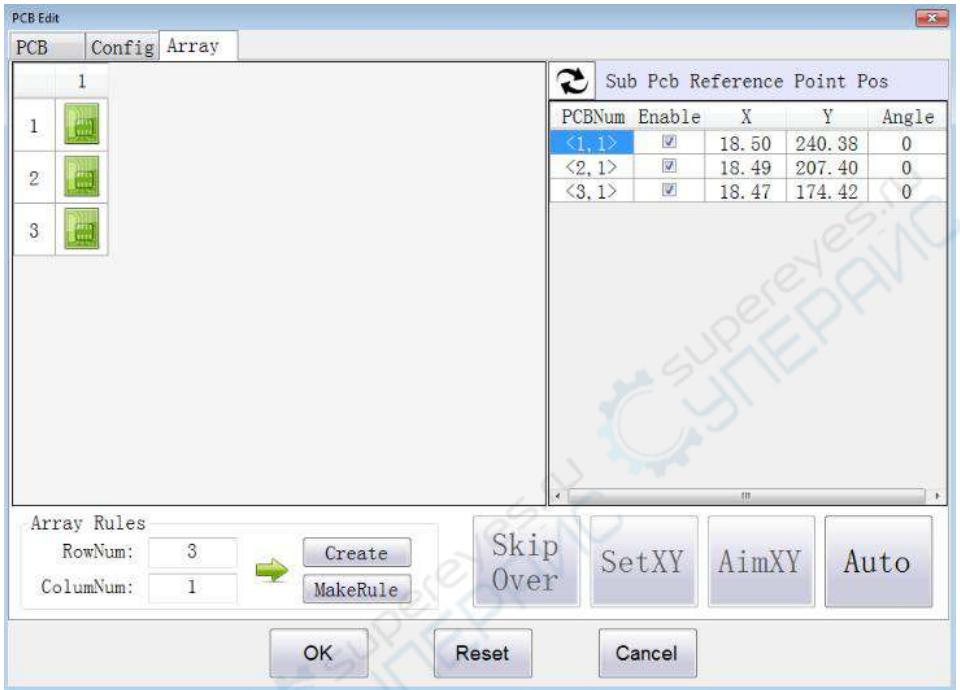 PCB Edit
PCB Config Array
1
1
2
3
Sub Pcb Reference Point Pos
PCBNum Enable X Y Angle
<1,1> 18.50 240.38 0
<2,1> 18.49 207.40 0
<3,1> 18.47 174.42 0
Array Rules
RowNum: 3
ColumNum: 1
Create
MakeRule
Skip Over
SetXY
AimXY
Auto
OK Reset Cancel
supereyes.ru
СУПЕРАЙС
supereyes.ru
СУПЕРАЙС